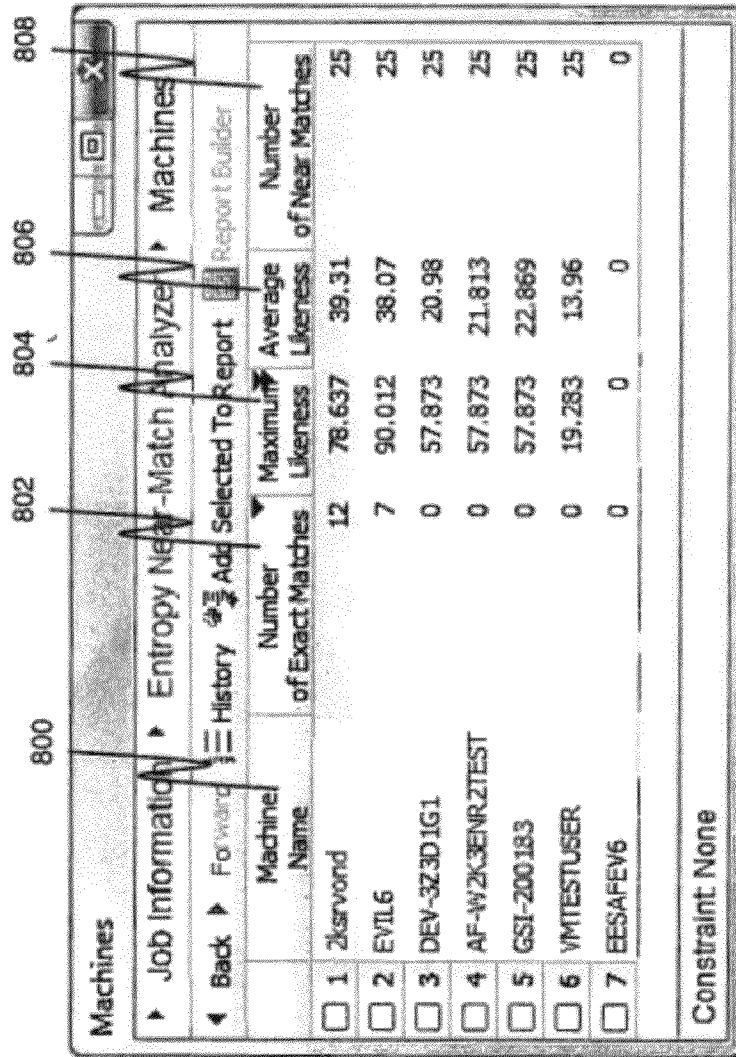 800 802 804 806 808
Machines
Job Information Entropy Near-Match Analyzer Machines
Back Forward History Add Selected To Report Report Builder
Machine Name Number of Exact Matches Maximum Likeness Average Likeness Number of Near Matches
1 2ksrvond 12 78.637 39.31 25
2 EVIL6 7 90.012 38.07 25
3 DEV-3Z3D1G1 0 57.873 20.98 25
4 AF-W2K3ENR2TEST 0 57.873 21.813 25
5 GSI-200183 0 57.873 22.869 25
6 VMTESTUSER 0 19.283 13.96 25
7 EESAFEV6 0 0 0 0
Constraint: None